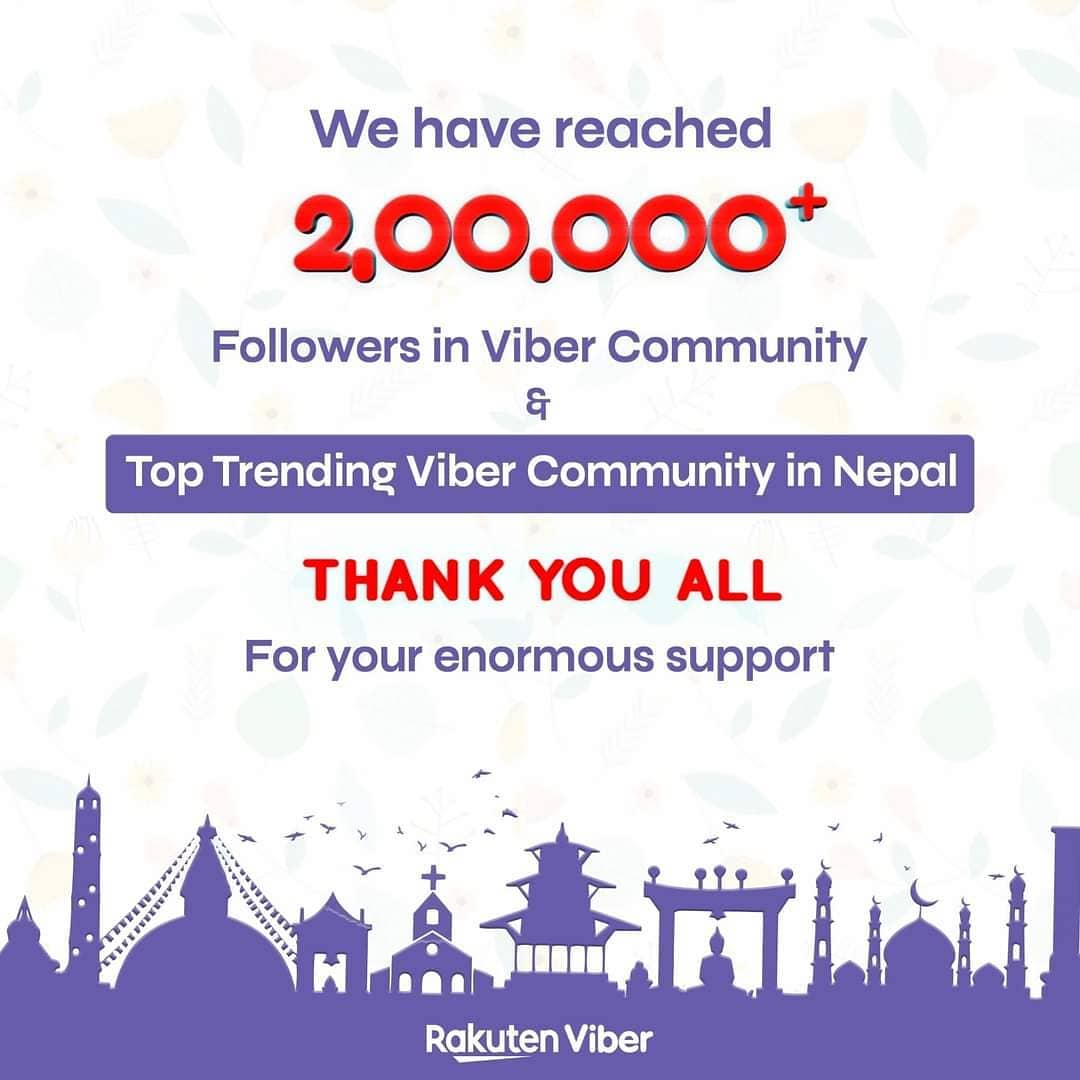 We have reached
2,00,000+
Followers in Viber Community
&
Top Trending Viber Community in Nepal
THANK YOU ALL
For your enormous support
Rakuten Viber